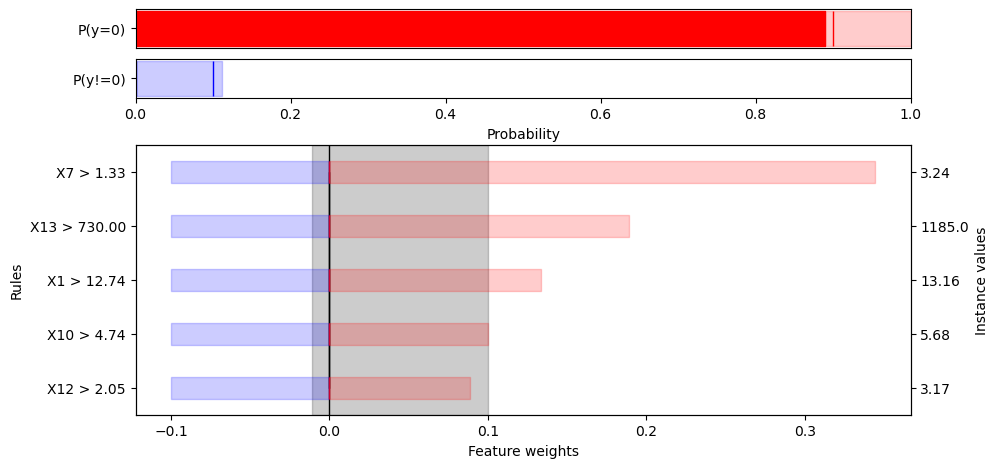 P(y=0)
P(y!=0)
0.0 0.2 0.4 0.6 0.8 1.0
Probability
X7 > 1.33 3.24
X13 > 730.00 1185.0
X1 > 12.74 13.16
X10 > 4.74 5.68
X12 > 2.05 3.17
Rules
Instance values
−0.1 0.0 0.1 0.2 0.3
Feature weights